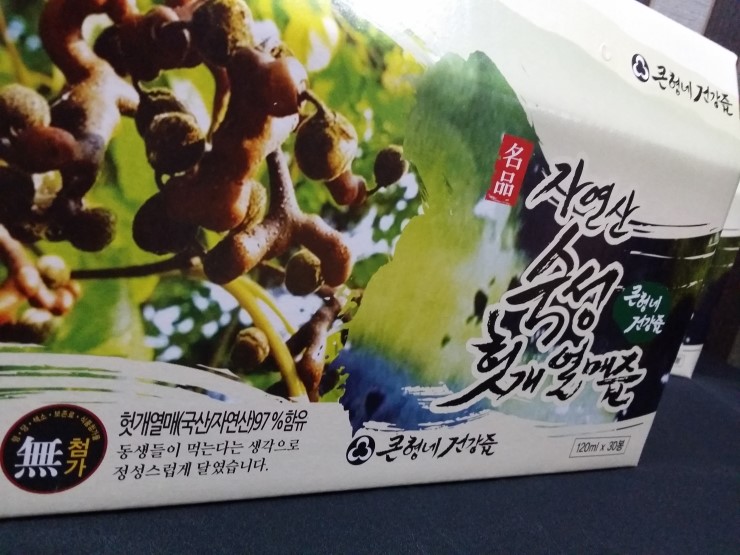 큰형네 건강즙
名品
자연산
숙성
헛개 열매즙
큰형네
건강즙
無 첨가
헛개열매(국산/자연산)97%함유
동생들이 먹는다는 생각으로
정성스럽게 달였습니다.
큰형네 건강즙
120ml x 30봉